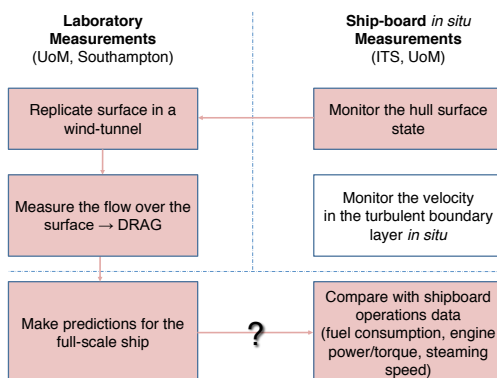 Laboratory
Measurements
(UoM, Southampton)
Ship-board in situ
Measurements
(ITS, UoM)
Replicate surface in a
wind-tunnel
Monitor the hull surface
state
Measure the flow over the
surface → DRAG
Monitor the velocity
in the turbulent boundary
layer in situ
Make predictions for the
full-scale ship
?
Compare with shipboard
operations data
(fuel consumption, engine
power/torque, steaming
speed)